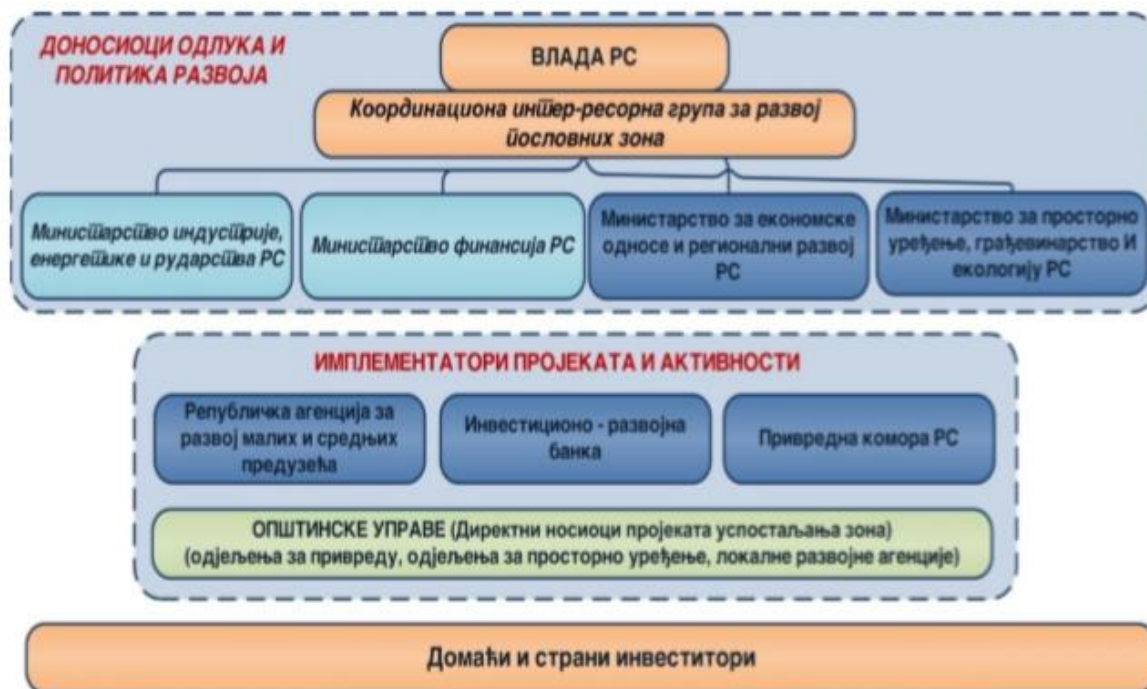 ДОНОСИОЦИ ОДЛУКА И
ПОЛИТИКА РАЗВОЈА
ВЛАДА РС
Координациона интер-ресорна група за развој
пословних зона
Министарство индустрије,
енергетике и рударства РС
Министарство финансија РС
Министарство за економске
односе и регионални развој
РС
Министарство за просторно
уређење, грађевинарство И
екологију РС
ИМПЛЕМЕНТАТОРИ ПРОЈЕКАТА И АКТИВНОСТИ
Републичка агенција за
развој малих и средњих
предузећа
Инвестиционо - развојна
банка
Привредна комора РС
ОПШТИНСКЕ УПРАВЕ (Директни носиоци пројеката успостаљања зона)
(одјељења за привреду, одјељења за просторно уређење, локалне развојне агенције)
Домаћи и страни инвеститори